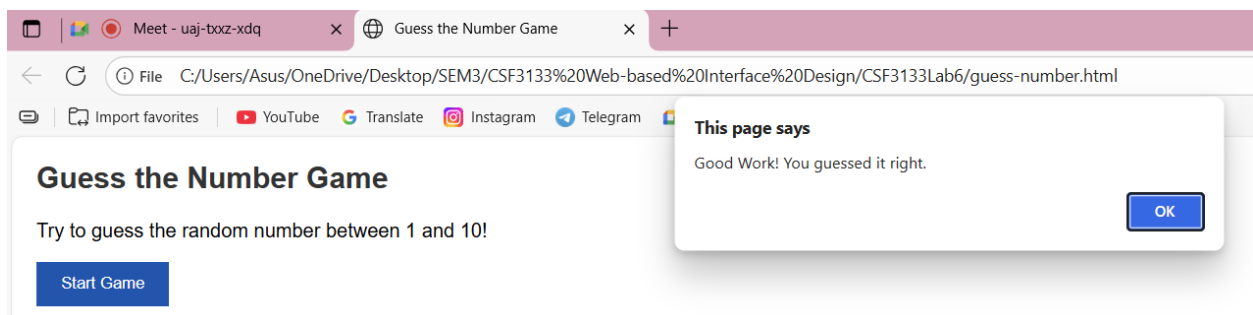 Meet - uaj-txxz-xdq
Guess the Number Game
File C:/Users/Asus/OneDrive/Desktop/SEM3/CSF3133%20Web-based%20Interface%20Design/CSF3133Lab6/guess-number.html
Import favorites YouTube Translate Instagram Telegram
This page says
Good Work! You guessed it right.
OK
Guess the Number Game
Try to guess the random number between 1 and 10!
Start Game